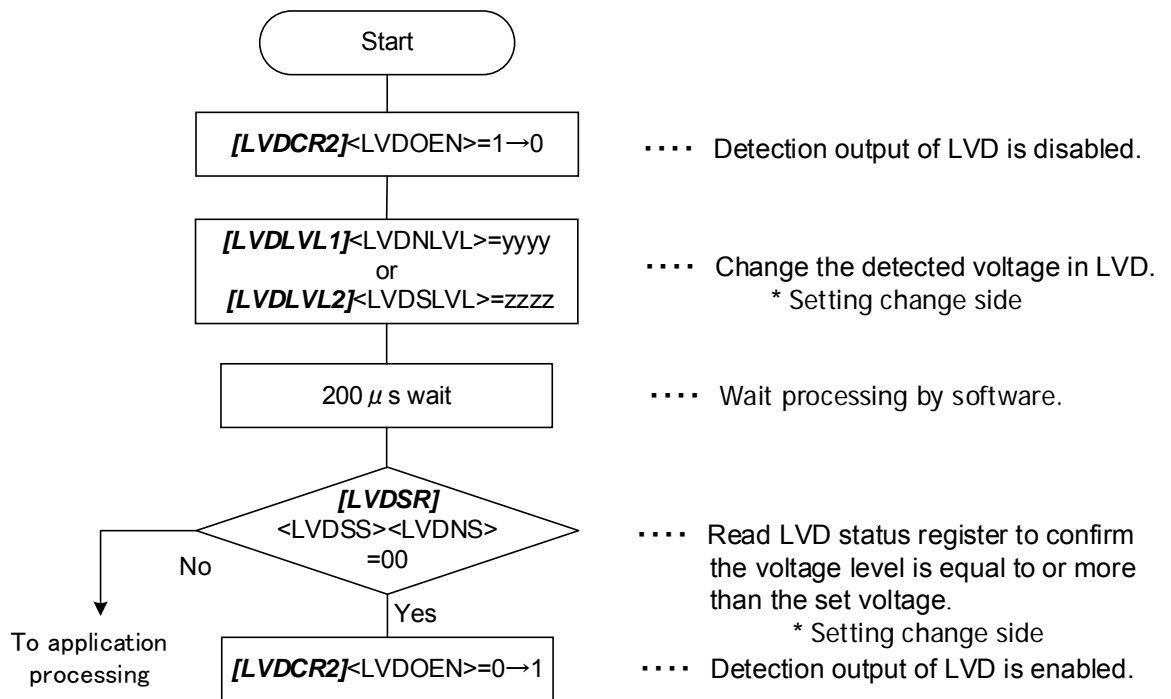 Start
[LVDCR2]<LVDOEN>=1→0
···· Detection output of LVD is disabled.
[LVDLVL1]<LVDNLVL>=yyyy
or
[LVDLVL2]<LVDSLVL>=zzzz
···· Change the detected voltage in LVD.
* Setting change side
200 μ s wait
···· Wait processing by software.
[LVDSR]
<LVDSS><LVDNS>
=00
···· Read LVD status register to confirm
the voltage level is equal to or more
than the set voltage.
* Setting change side
No
Yes
To application
processing
[LVDCR2]<LVDOEN>=0→1
···· Detection output of LVD is enabled.